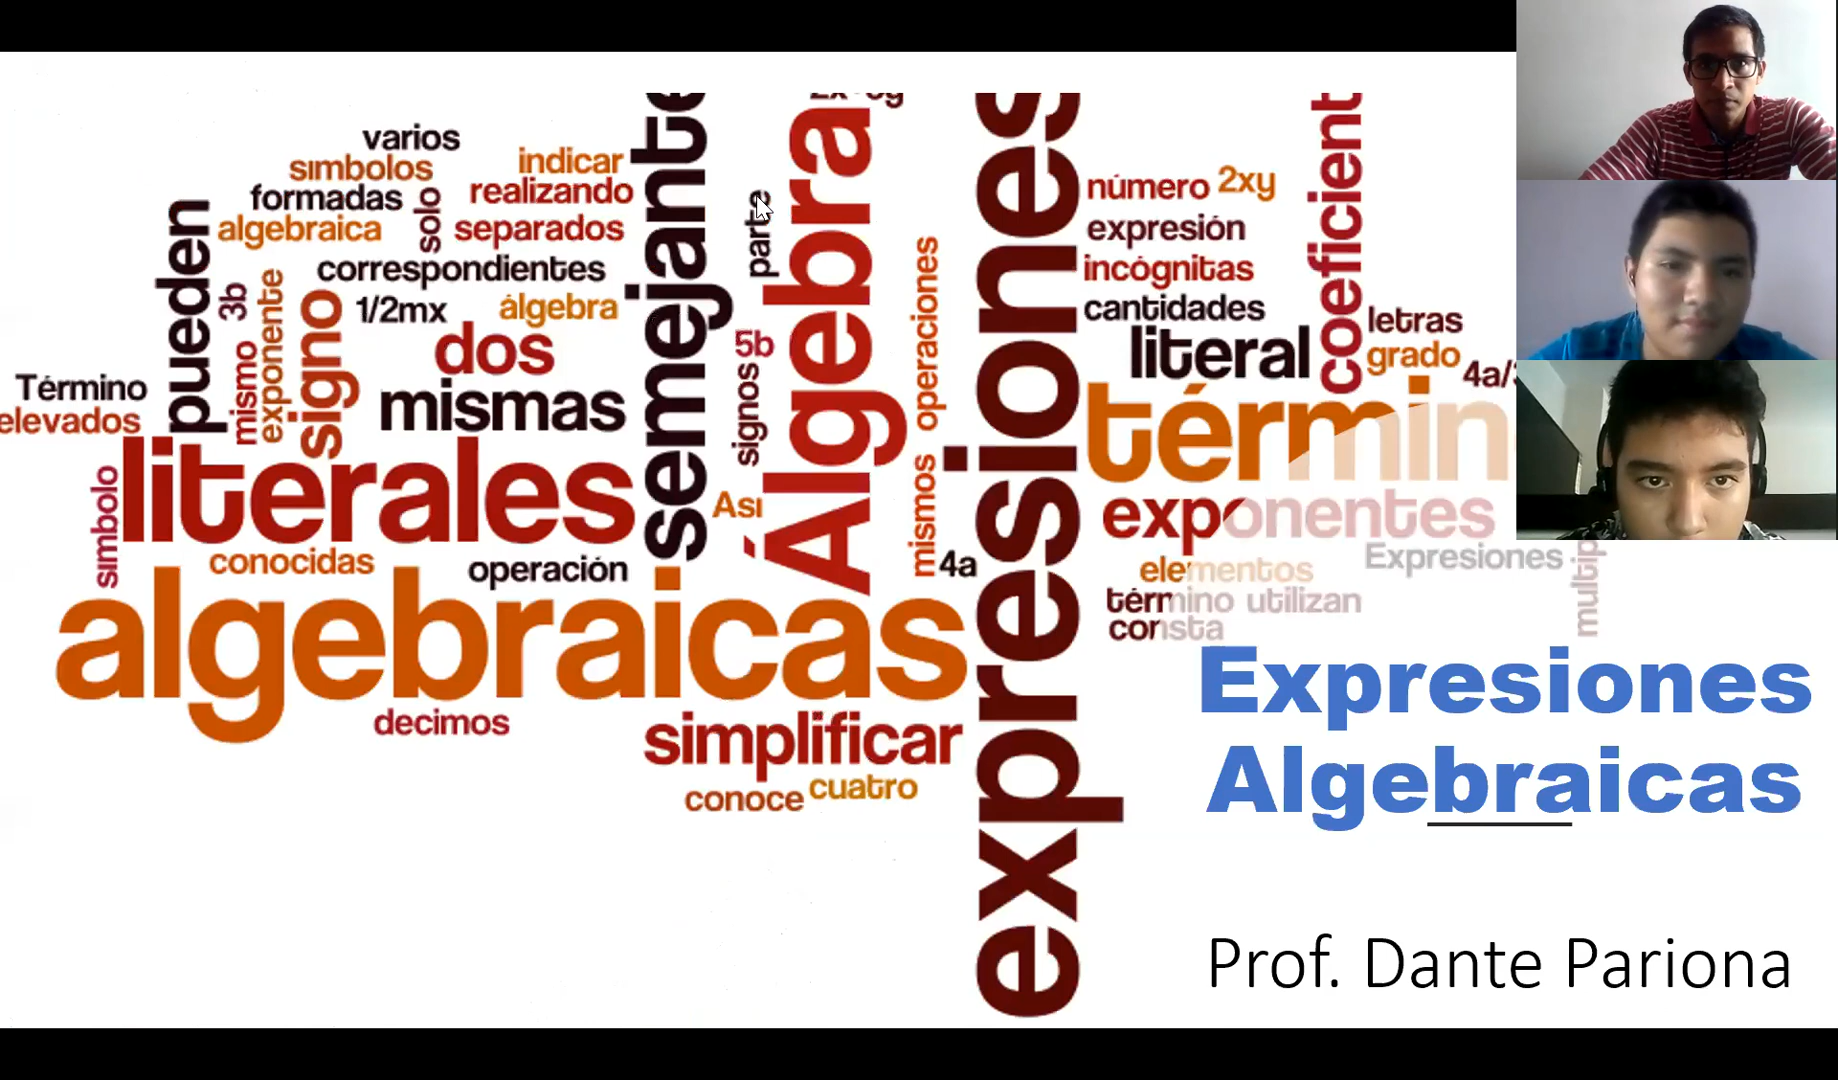 varios
símbolos
indicar
formadas
solo
realizando
algebraica
separados
pueden
correspondientes
3b
exponente
1/2mx
álgebra
signo
dos
mismo
Término
mismas
elevados
literales
símbolo
conocidas
operación
algebraicas
decimos
semejante
parte
Álgebra
5b
signos
Así
operaciones
mismos
4a
simplificar
conoce
cuatro
expresiones
número
2xy
expresión
incógnitas
cantidades
literal
coeficient
letras
grado
4a/
términ
exponentes
Expresiones
elementos
término
utilizan
consta
multip
Expresiones
Algebraicas
Prof. Dante Pariona